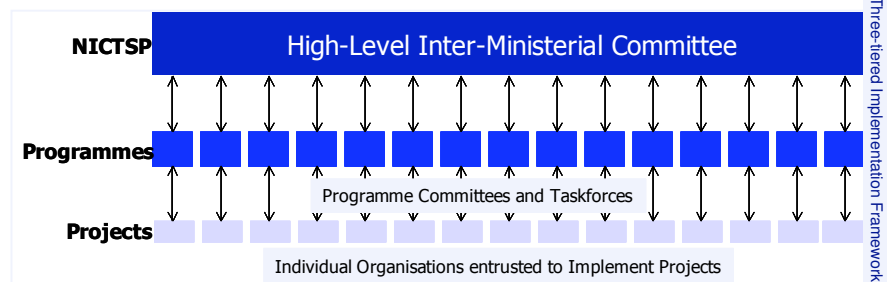 NICTSP
High-Level Inter-Ministerial Committee
Programmes
Programme Committees and Taskforces
Projects
Individual Organisations entrusted to Implement Projects
Three-tiered Implementation Framework